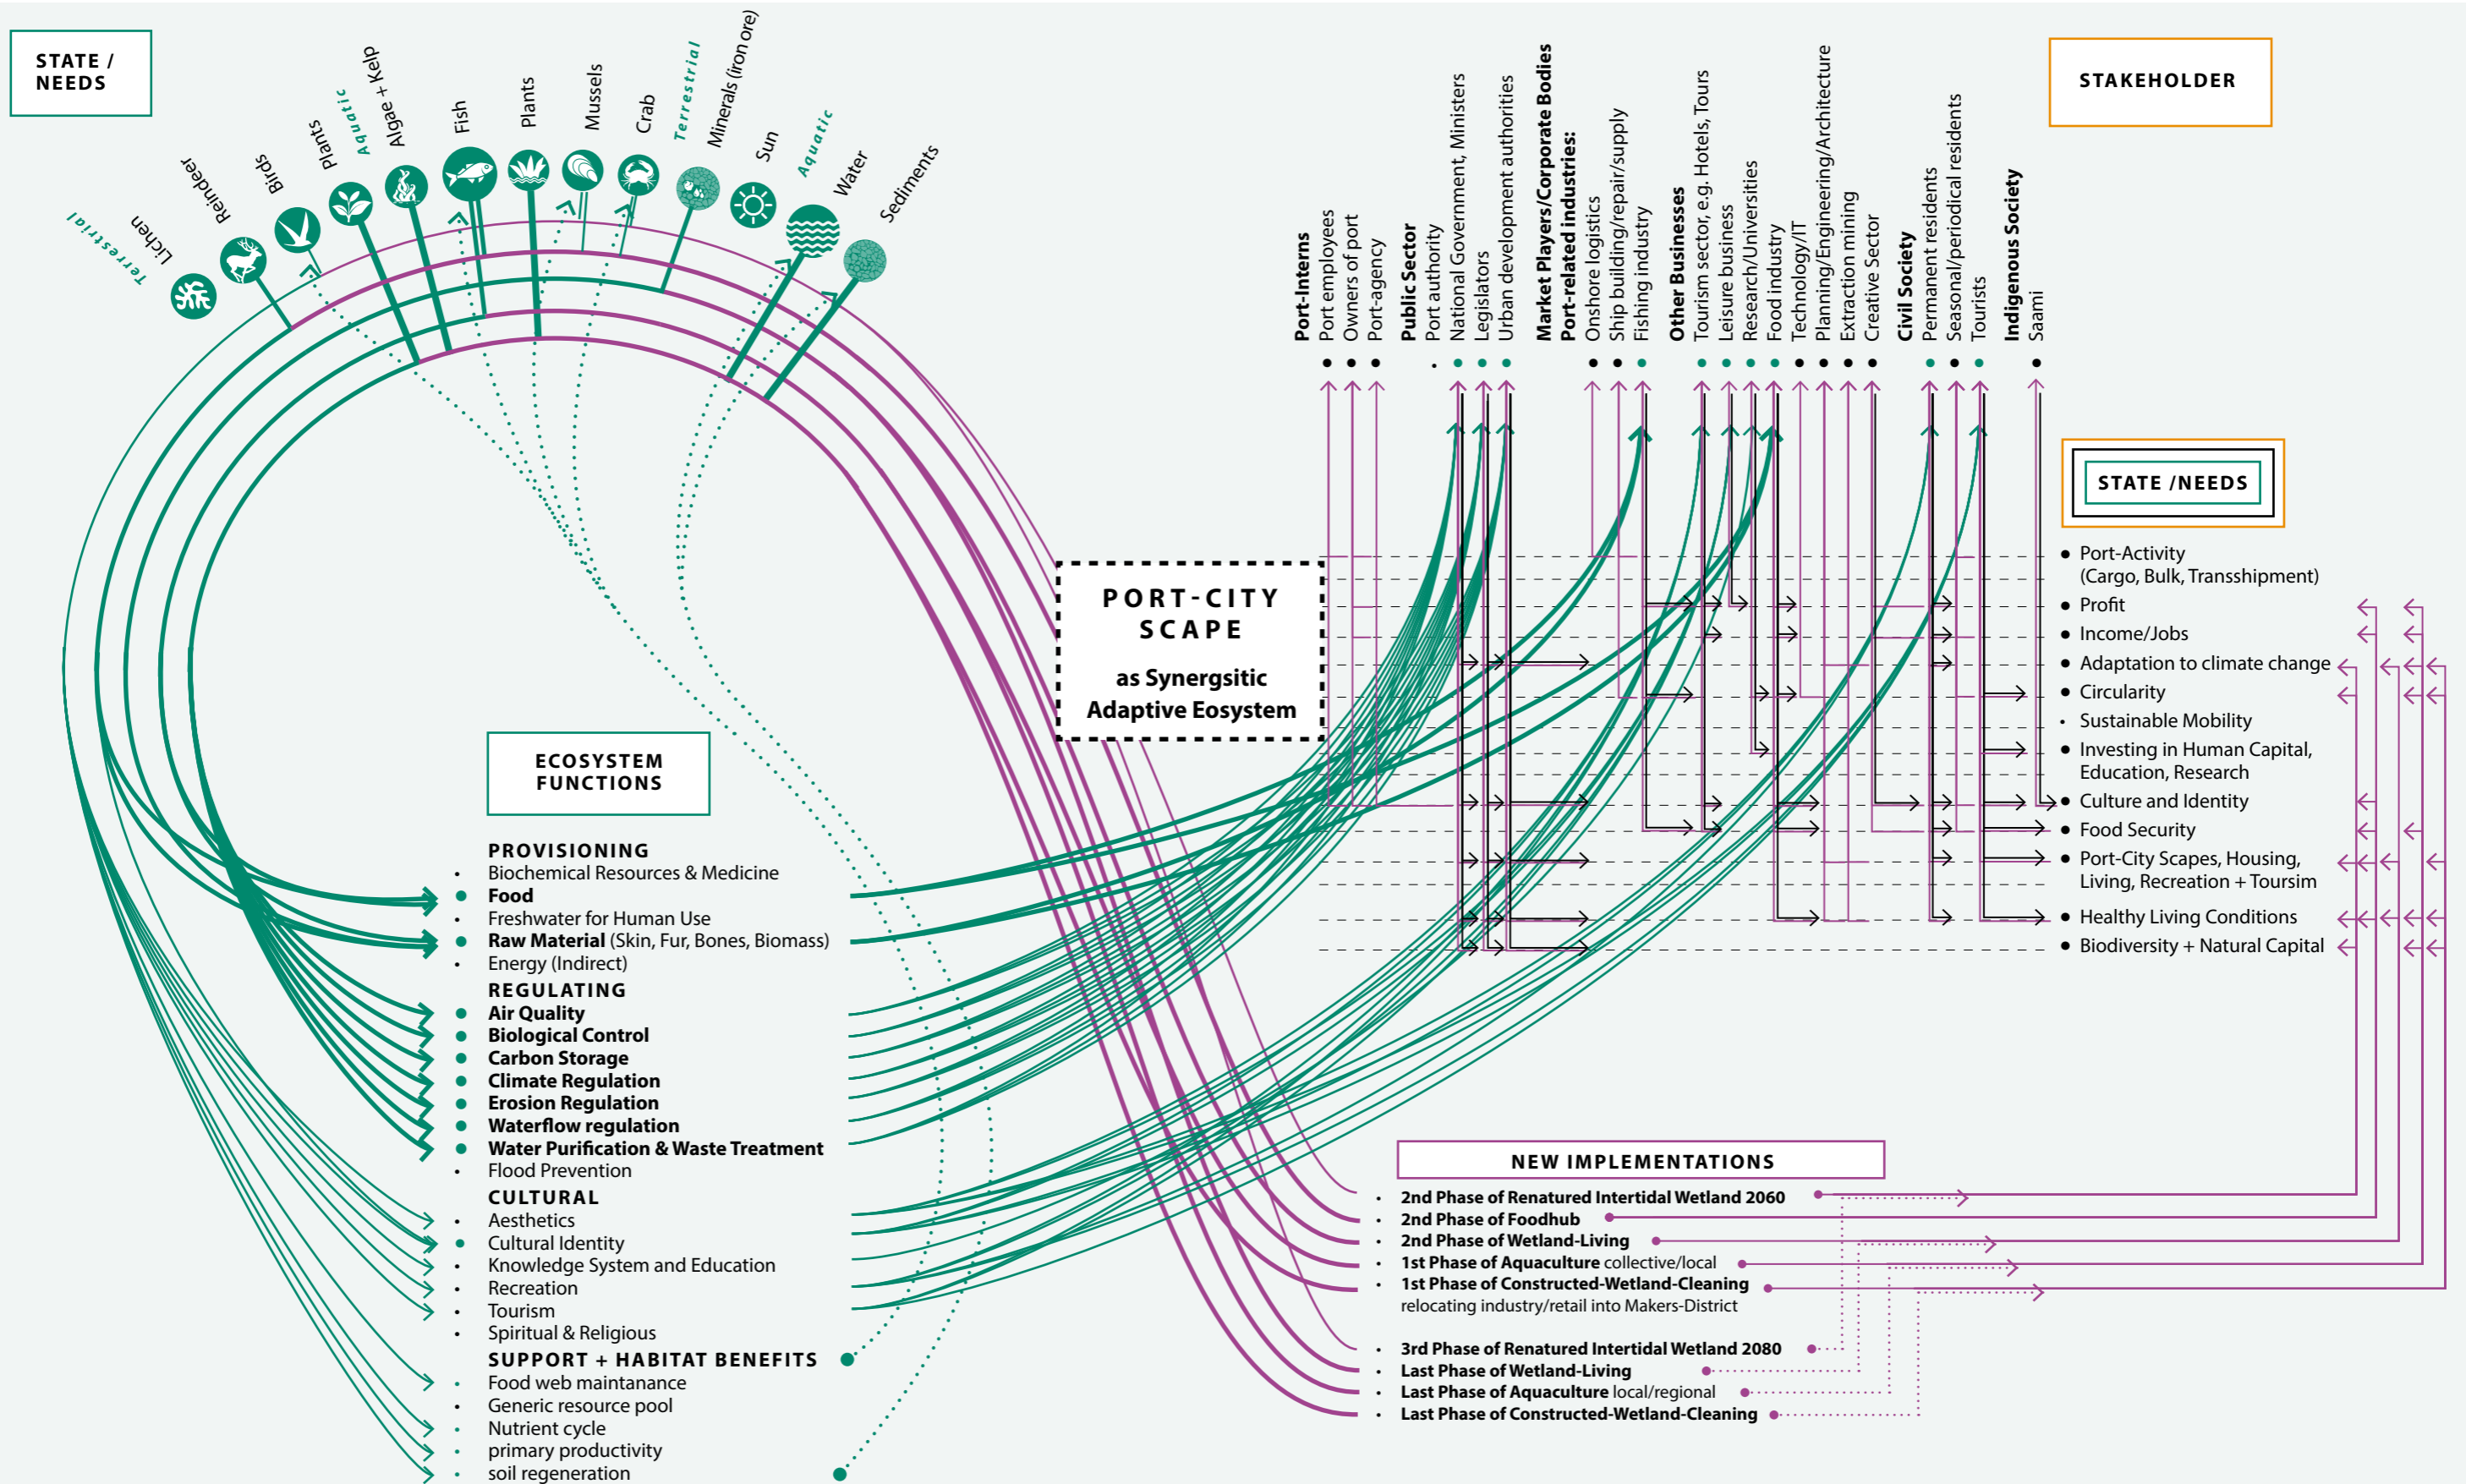 STATE /
NEEDS
Terrestrial
Lichen
Reindeer
Birds
Plants
Aquatic
Algae + Kelp
Fish
Plants
Mussels
Crab
Terrestrial
Minerals (iron ore)
Sun
Aquatic
Water
Sediments
Port-Interns
Port employees
Owners of port
Port-agency
Public Sector
Port authority
National Government, Ministers
Legislators
Urban development authorities
Market Players/Corporate Bodies
Port-related industries:
Onshore logistics
Ship building/repair/supply
Fishing industry
Other Businesses
Tourism sector, e.g. Hotels, Tours
Leisure business
Research/Universities
Food industry
Technology/IT
Planning/Engineering/Architecture
Extraction mining
Creative Sector
Civil Society
Permanent residents
Seasonal/periodical residents
Tourists
Indigenous Society
Saami
STAKEHOLDER
STATE /NEEDS
Port-Activity
(Cargo, Bulk, Transshipment)
Profit
Income/Jobs
Adaptation to climate change
Circularity
Sustainable Mobility
Investing in Human Capital,
Education, Research
Culture and Identity
Food Security
Port-City Scapes, Housing,
Living, Recreation + Toursim
Healthy Living Conditions
Biodiversity + Natural Capital
PORT-CITY
SCAPE
as Synergsitic
Adaptive Eosystem
ECOSYSTEM
FUNCTIONS
PROVISIONING
Biochemical Resources & Medicine
Food
Freshwater for Human Use
Raw Material (Skin, Fur, Bones, Biomass)
Energy (Indirect)
REGULATING
Air Quality
Biological Control
Carbon Storage
Climate Regulation
Erosion Regulation
Waterflow regulation
Water Purification & Waste Treatment
Flood Prevention
CULTURAL
Aesthetics
Cultural Identity
Knowledge System and Education
Recreation
Tourism
Spiritual & Religious
SUPPORT + HABITAT BENEFITS
Food web maintanance
Generic resource pool
Nutrient cycle
primary productivity
soil regeneration
NEW IMPLEMENTATIONS
2nd Phase of Renatured Intertidal Wetland 2060
2nd Phase of Foodhub
2nd Phase of Wetland-Living
1st Phase of Aquaculture collective/local
1st Phase of Constructed-Wetland-Cleaning
relocating industry/retail into Makers-District
3rd Phase of Renatured Intertidal Wetland 2080
Last Phase of Wetland-Living
Last Phase of Aquaculture local/regional
Last Phase of Constructed-Wetland-Cleaning